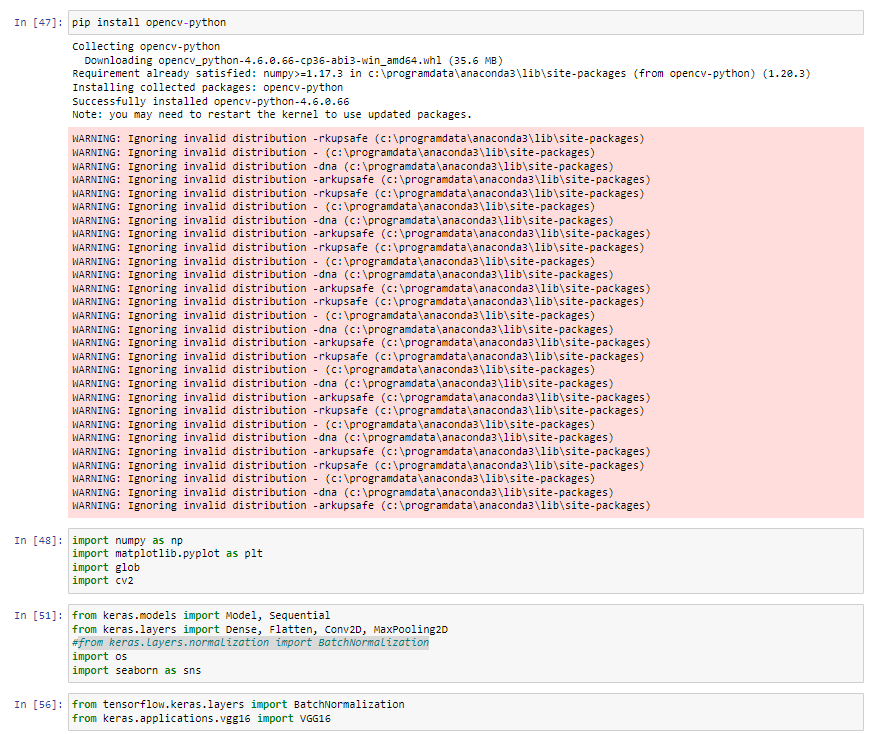 In [47]: pip install opencv-python
Collecting opencv-python
  Downloading opencv_python-4.6.0.66-cp36-abi3-win_amd64.whl (35.6 MB)
Requirement already satisfied: numpy>=1.17.3 in c:\programdata\anaconda3\lib\site-packages (from opencv-python) (1.20.3)
Installing collected packages: opencv-python
Successfully installed opencv-python-4.6.0.66
Note: you may need to restart the kernel to use updated packages.
WARNING: Ignoring invalid distribution -rkupsafe (c:\programdata\anaconda3\lib\site-packages)
WARNING: Ignoring invalid distribution - (c:\programdata\anaconda3\lib\site-packages)
WARNING: Ignoring invalid distribution -dna (c:\programdata\anaconda3\lib\site-packages)
WARNING: Ignoring invalid distribution -arkupsafe (c:\programdata\anaconda3\lib\site-packages)
WARNING: Ignoring invalid distribution -rkupsafe (c:\programdata\anaconda3\lib\site-packages)
WARNING: Ignoring invalid distribution - (c:\programdata\anaconda3\lib\site-packages)
WARNING: Ignoring invalid distribution -dna (c:\programdata\anaconda3\lib\site-packages)
WARNING: Ignoring invalid distribution -arkupsafe (c:\programdata\anaconda3\lib\site-packages)
WARNING: Ignoring invalid distribution -rkupsafe (c:\programdata\anaconda3\lib\site-packages)
WARNING: Ignoring invalid distribution - (c:\programdata\anaconda3\lib\site-packages)
WARNING: Ignoring invalid distribution -dna (c:\programdata\anaconda3\lib\site-packages)
WARNING: Ignoring invalid distribution -arkupsafe (c:\programdata\anaconda3\lib\site-packages)
WARNING: Ignoring invalid distribution -rkupsafe (c:\programdata\anaconda3\lib\site-packages)
WARNING: Ignoring invalid distribution - (c:\programdata\anaconda3\lib\site-packages)
WARNING: Ignoring invalid distribution -dna (c:\programdata\anaconda3\lib\site-packages)
WARNING: Ignoring invalid distribution -arkupsafe (c:\programdata\anaconda3\lib\site-packages)
WARNING: Ignoring invalid distribution -rkupsafe (c:\programdata\anaconda3\lib\site-packages)
WARNING: Ignoring invalid distribution - (c:\programdata\anaconda3\lib\site-packages)
WARNING: Ignoring invalid distribution -dna (c:\programdata\anaconda3\lib\site-packages)
WARNING: Ignoring invalid distribution -arkupsafe (c:\programdata\anaconda3\lib\site-packages)
WARNING: Ignoring invalid distribution -rkupsafe (c:\programdata\anaconda3\lib\site-packages)
WARNING: Ignoring invalid distribution - (c:\programdata\anaconda3\lib\site-packages)
WARNING: Ignoring invalid distribution -dna (c:\programdata\anaconda3\lib\site-packages)
WARNING: Ignoring invalid distribution -arkupsafe (c:\programdata\anaconda3\lib\site-packages)
WARNING: Ignoring invalid distribution -rkupsafe (c:\programdata\anaconda3\lib\site-packages)
WARNING: Ignoring invalid distribution - (c:\programdata\anaconda3\lib\site-packages)
WARNING: Ignoring invalid distribution -dna (c:\programdata\anaconda3\lib\site-packages)
WARNING: Ignoring invalid distribution -arkupsafe (c:\programdata\anaconda3\lib\site-packages)
In [48]: import numpy as np
import matplotlib.pyplot as plt
import glob
import cv2
In [51]: from keras.models import Model, Sequential
from keras.layers import Dense, Flatten, Conv2D, MaxPooling2D
#from keras.layers.normalization import BatchNormalization
import os
import seaborn as sns
In [56]: from tensorflow.keras.layers import BatchNormalization
from keras.applications.vgg16 import VGG16